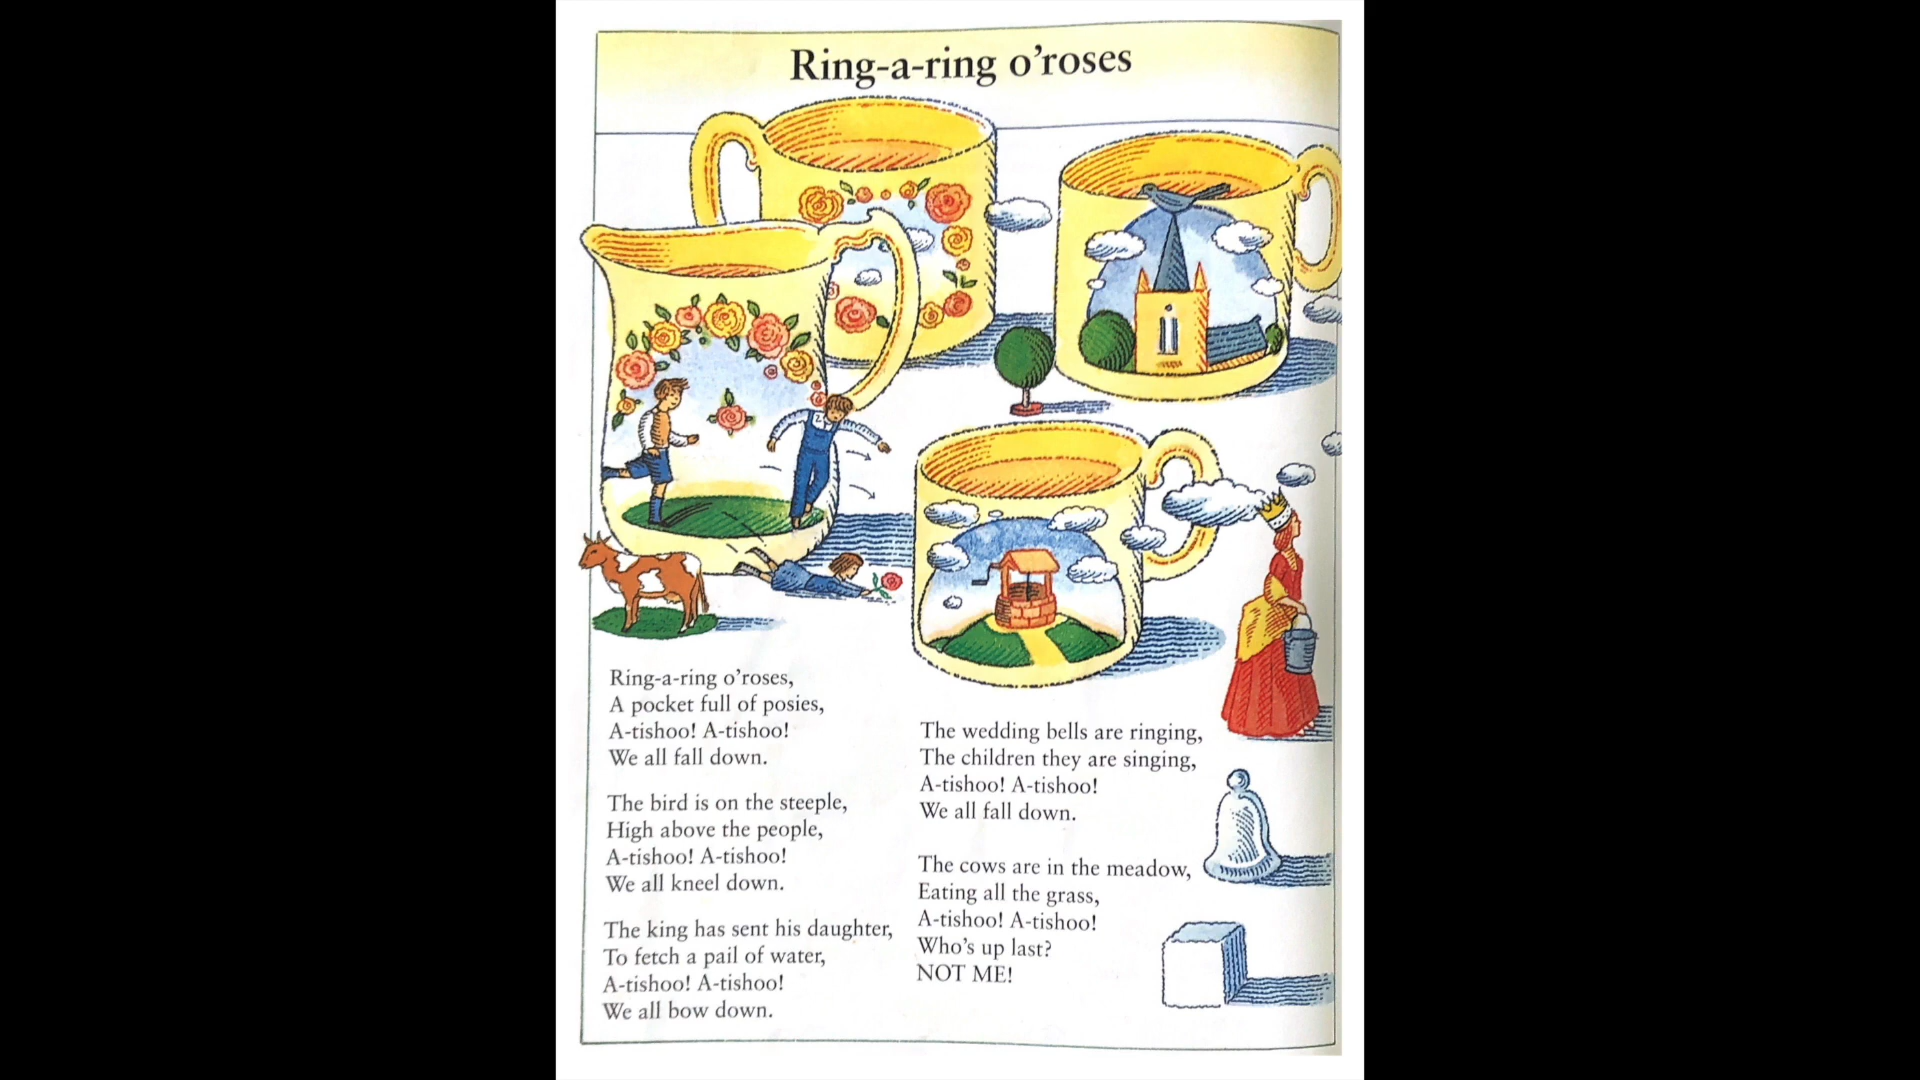 Ring-a-ring o'roses
Ring-a-ring o'roses,
A pocket full of posies,
A-tishoo! A-tishoo!
We all fall down.
The bird is on the steeple,
High above the people,
A-tishoo! A-tishoo!
We all kneel down.
The king has sent his daughter,
To fetch a pail of water,
A-tishoo! A-tishoo!
We all bow down.
The wedding bells are ringing,
The children they are singing,
A-tishoo! A-tishoo!
We all fall down.
The cows are in the meadow,
Eating all the grass,
A-tishoo! A-tishoo!
Who's up last?
NOT ME!